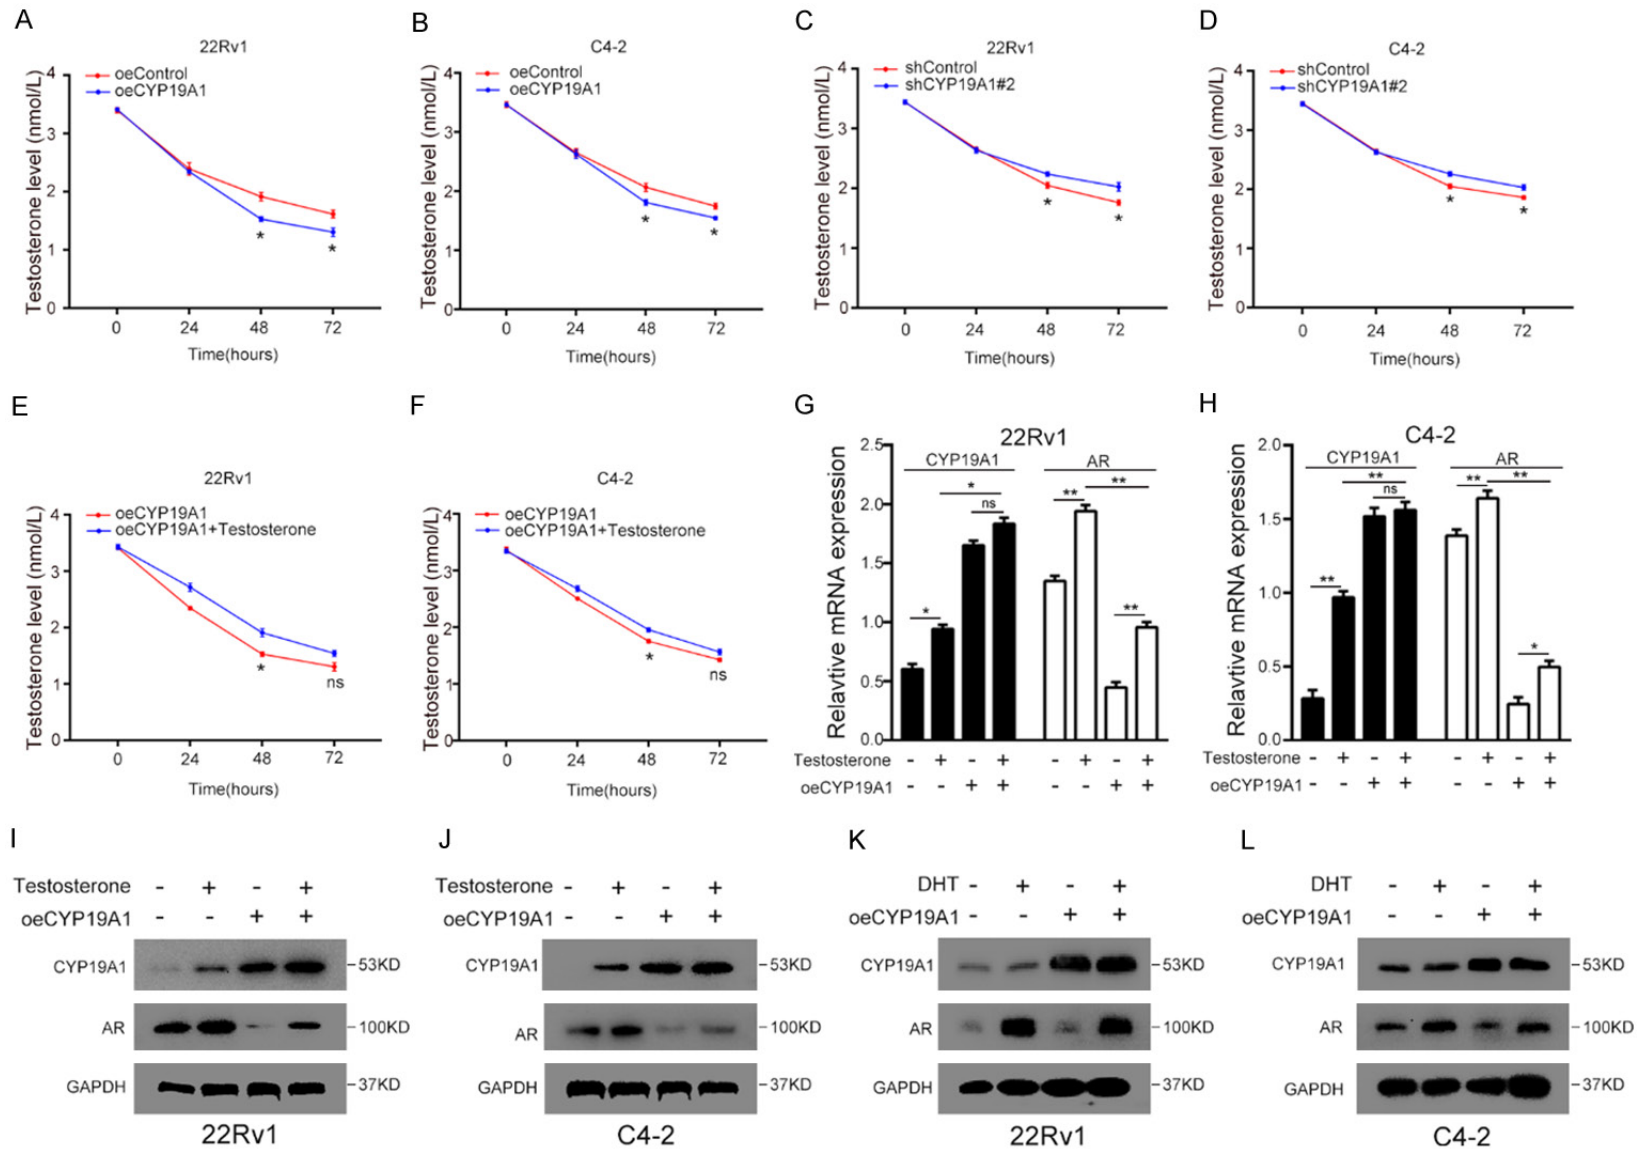 A
22Rv1
oeControl
oeCYP19A1
Testosterone level (nmol/L)
4
3
2
1
0
*
*
0 24 48 72
Time(hours)
B
C4-2
oeControl
oeCYP19A1
Testosterone level (nmol/L)
4
3
2
1
0
*
*
0 24 48 72
Time(hours)
C
22Rv1
shControl
shCYP19A1#2
Testosterone level (nmol/L)
4
3
2
1
0
*
*
0 24 48 72
Time(hours)
D
C4-2
shControl
shCYP19A1#2
Testosterone level (nmol/L)
4
3
2
1
0
*
*
0 24 48 72
Time(hours)
E
22Rv1
oeCYP19A1
oeCYP19A1+Testosterone
Testosterone level (nmol/L)
4
3
2
1
0
*
ns
0 24 48 72
Time(hours)
F
C4-2
oeCYP19A1
oeCYP19A1+Testosterone
Testosterone level (nmol/L)
4
3
2
1
0
*
ns
0 24 48 72
Time(hours)
G
22Rv1
CYP19A1 AR
Relavtive mRNA expression
2.5
2.0
1.5
1.0
0.5
0.0
* ns * ** ** **
Testosterone - + - + - + - +
oeCYP19A1 - - + + - - + +
H
C4-2
CYP19A1 AR
Relavtive mRNA expression
2.0
1.5
1.0
0.5
0.0
** ns ** ** ** *
Testosterone - + - + - + - +
oeCYP19A1 - - + + - - + +
I
Testosterone - + - +
oeCYP19A1 - - + +
CYP19A1 -53KD
AR -100KD
GAPDH -37KD
22Rv1
J
Testosterone - + - +
oeCYP19A1 - - + +
CYP19A1 -53KD
AR -100KD
GAPDH -37KD
C4-2
K
DHT - + - +
oeCYP19A1 - - + +
CYP19A1 -53KD
AR -100KD
GAPDH -37KD
22Rv1
L
DHT - + - +
oeCYP19A1 - - + +
CYP19A1 -53KD
AR -100KD
GAPDH -37KD
C4-2